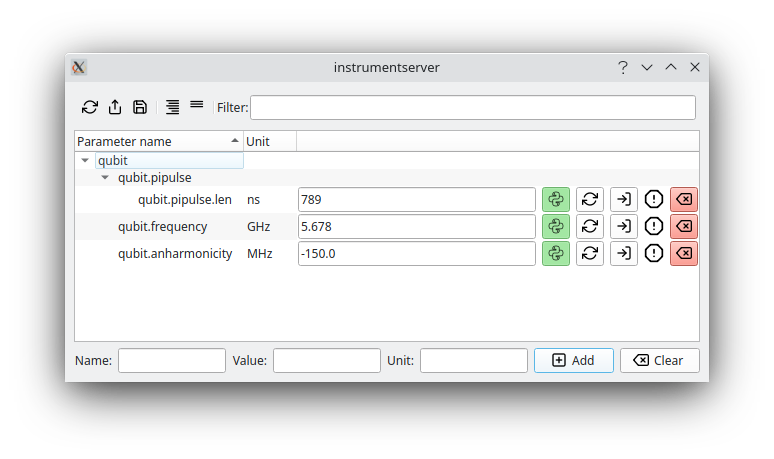 instrumentserver
Filter:
Parameter name Unit
qubit
qubit.pipulse
qubit.pipulse.len ns 789
qubit.frequency GHz 5.678
qubit.anharmonicity MHz -150.0
Name: Value: Unit: Add Clear